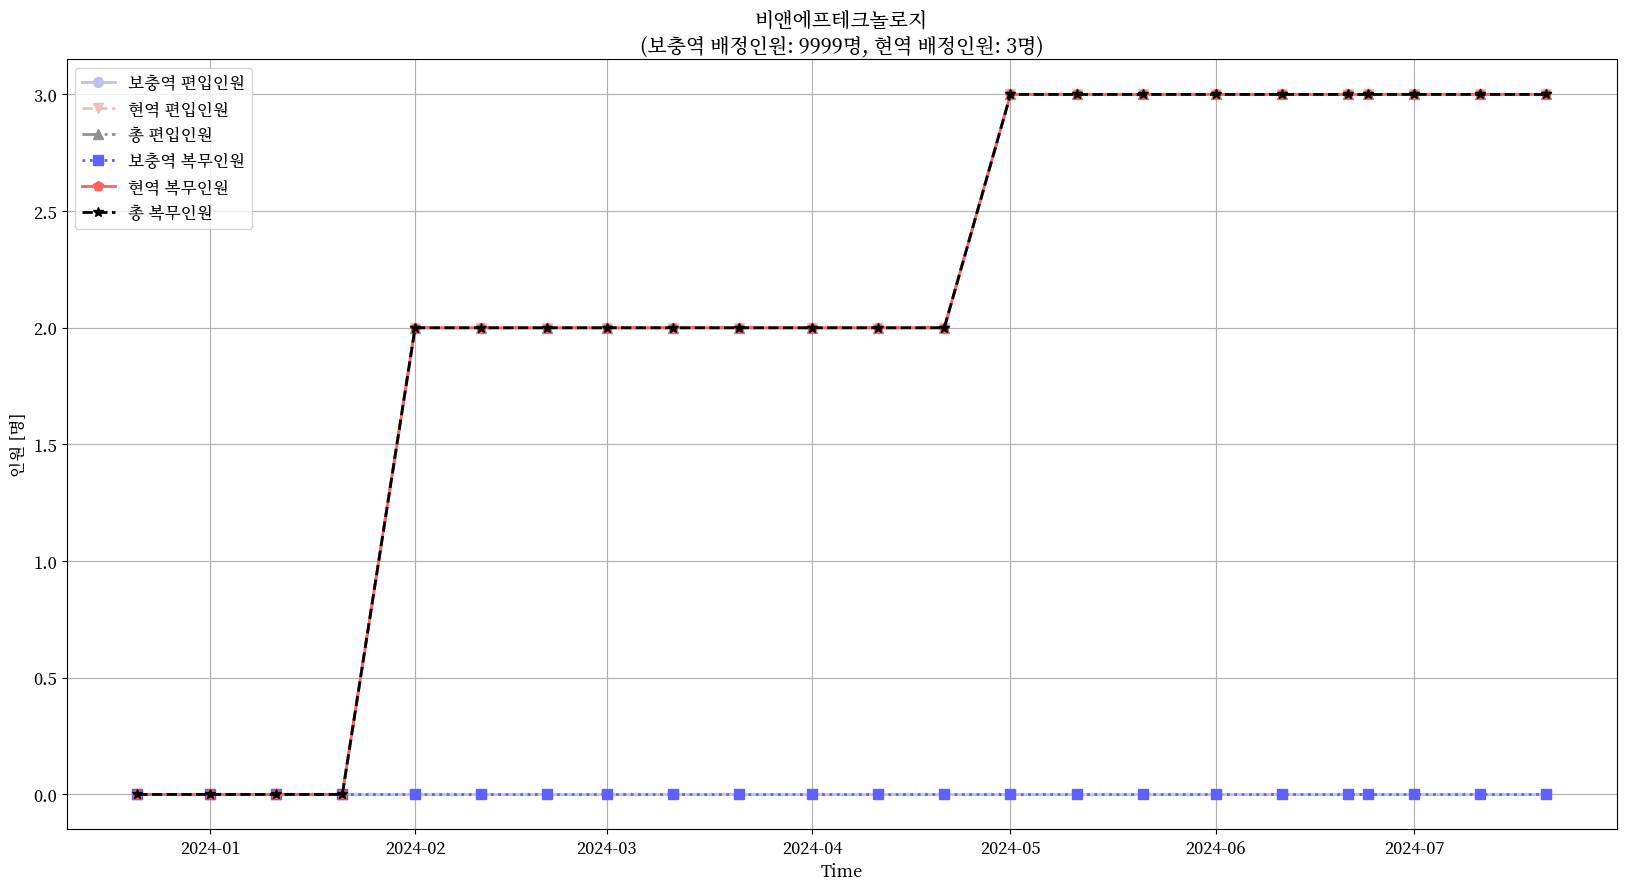 비앤에프테크놀로지
(보충역 배정인원: 9999명, 현역 배정인원: 3명)
보충역 편입인원
현역 편입인원
총 편입인원
보충역 복무인원
현역 복무인원
총 복무인원
인원 [명]
3.0
2.5
2.0
1.5
1.0
0.5
0.0
2024-01
2024-02
2024-03
2024-04
2024-05
2024-06
2024-07
Time